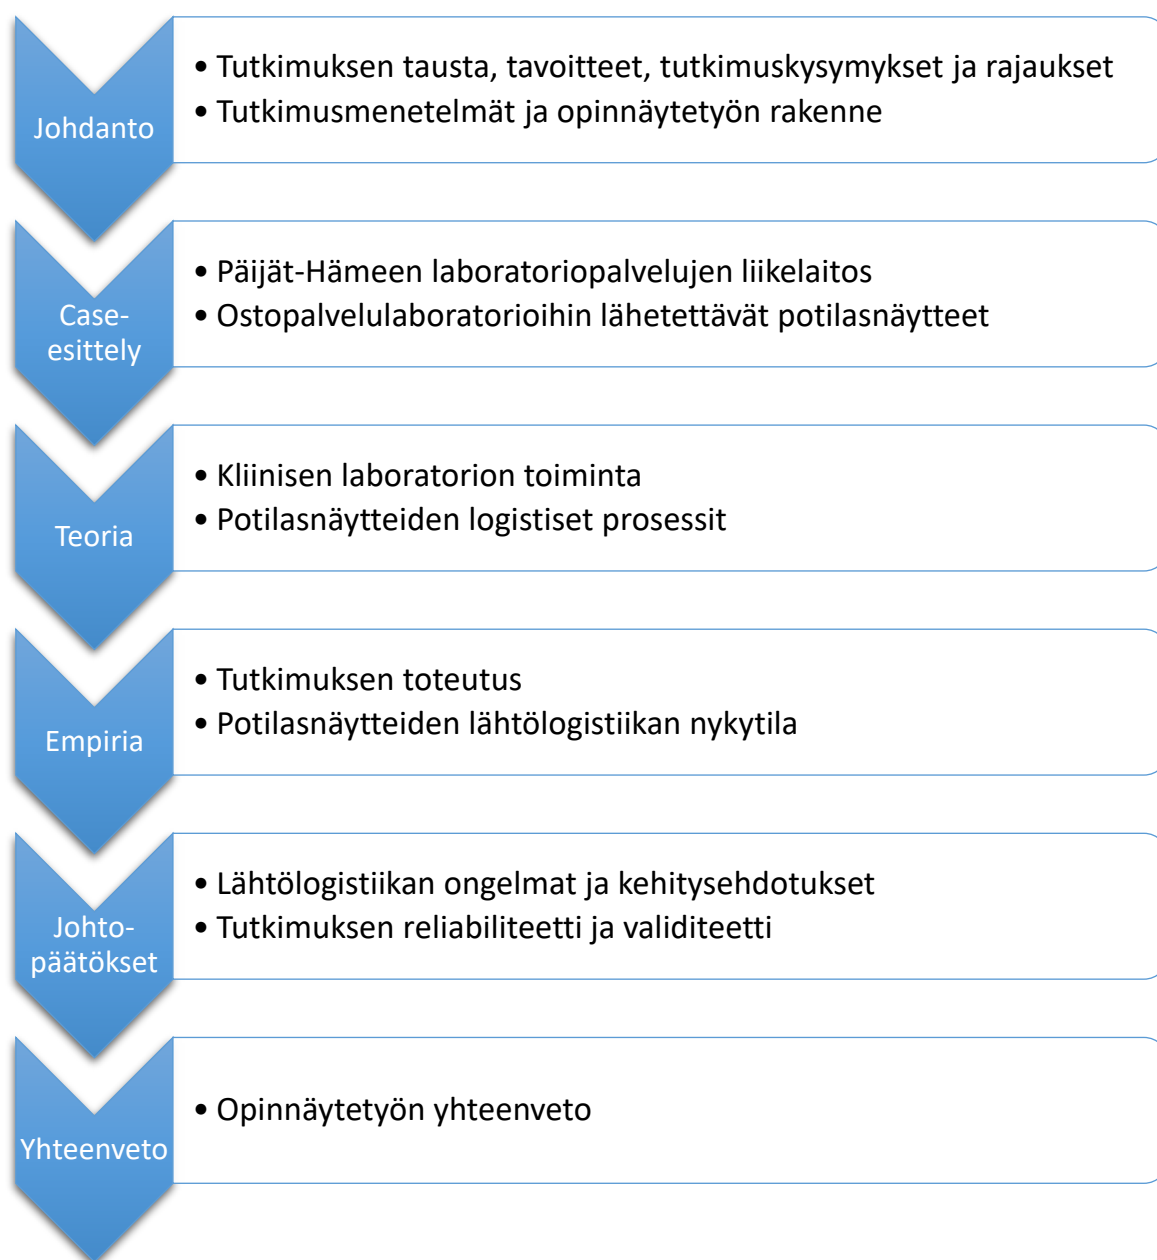 Johdanto
• Tutkimuksen tausta, tavoitteet, tutkimuskysymykset ja rajaukset
• Tutkimusmenetelmät ja opinnäytetyön rakenne
Case-
esittely
• Päijät-Hämeen laboratoriopalvelujen liikelaitos
• Ostopalvelulaboratorioihin lähetettävät potilasnäytteet
Teoria
• Kliinisen laboratorion toiminta
• Potilasnäytteiden logistiset prosessit
Empiria
• Tutkimuksen toteutus
• Potilasnäytteiden lähtölogistiikan nykytila
Johto-
päätökset
• Lähtölogistiikan ongelmat ja kehitysehdotukset
• Tutkimuksen reliabiliteetti ja validiteetti
Yhteenveto
• Opinnäytetyön yhteenveto